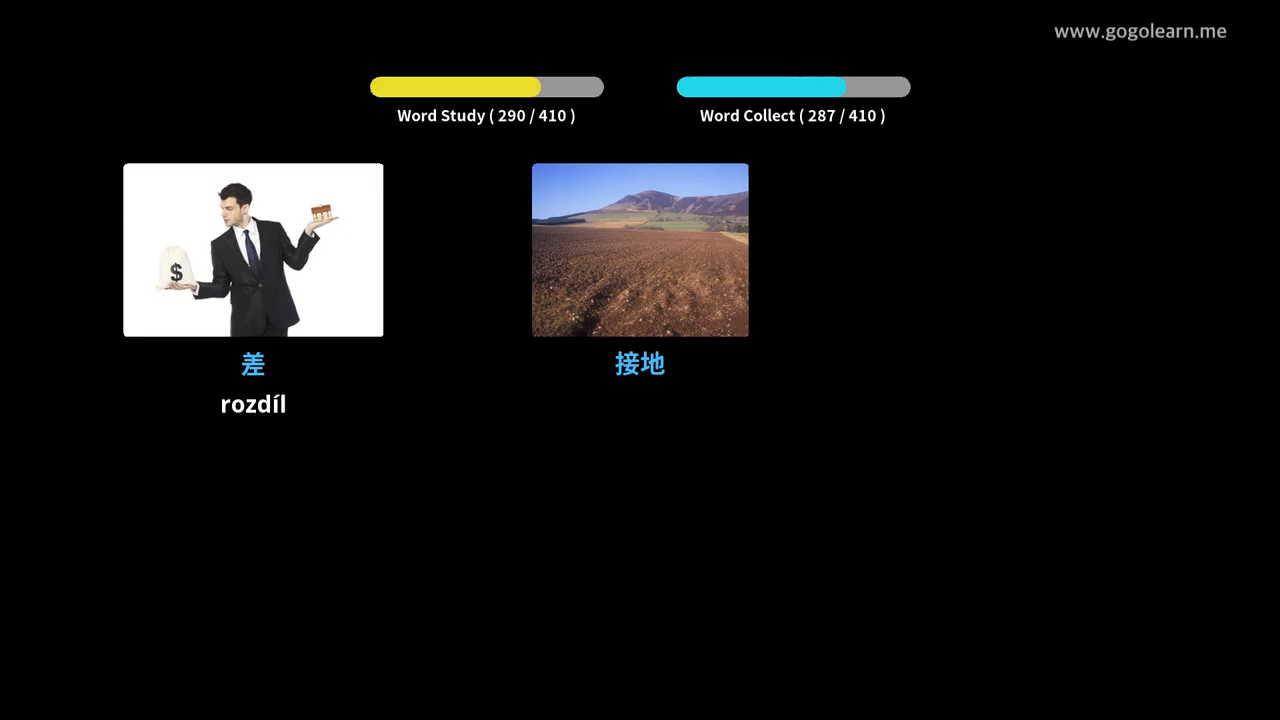 www.gogolearn.me
Word Study ( 290 / 410 )
Word Collect ( 287 / 410 )
$
差
接地
rozdíl